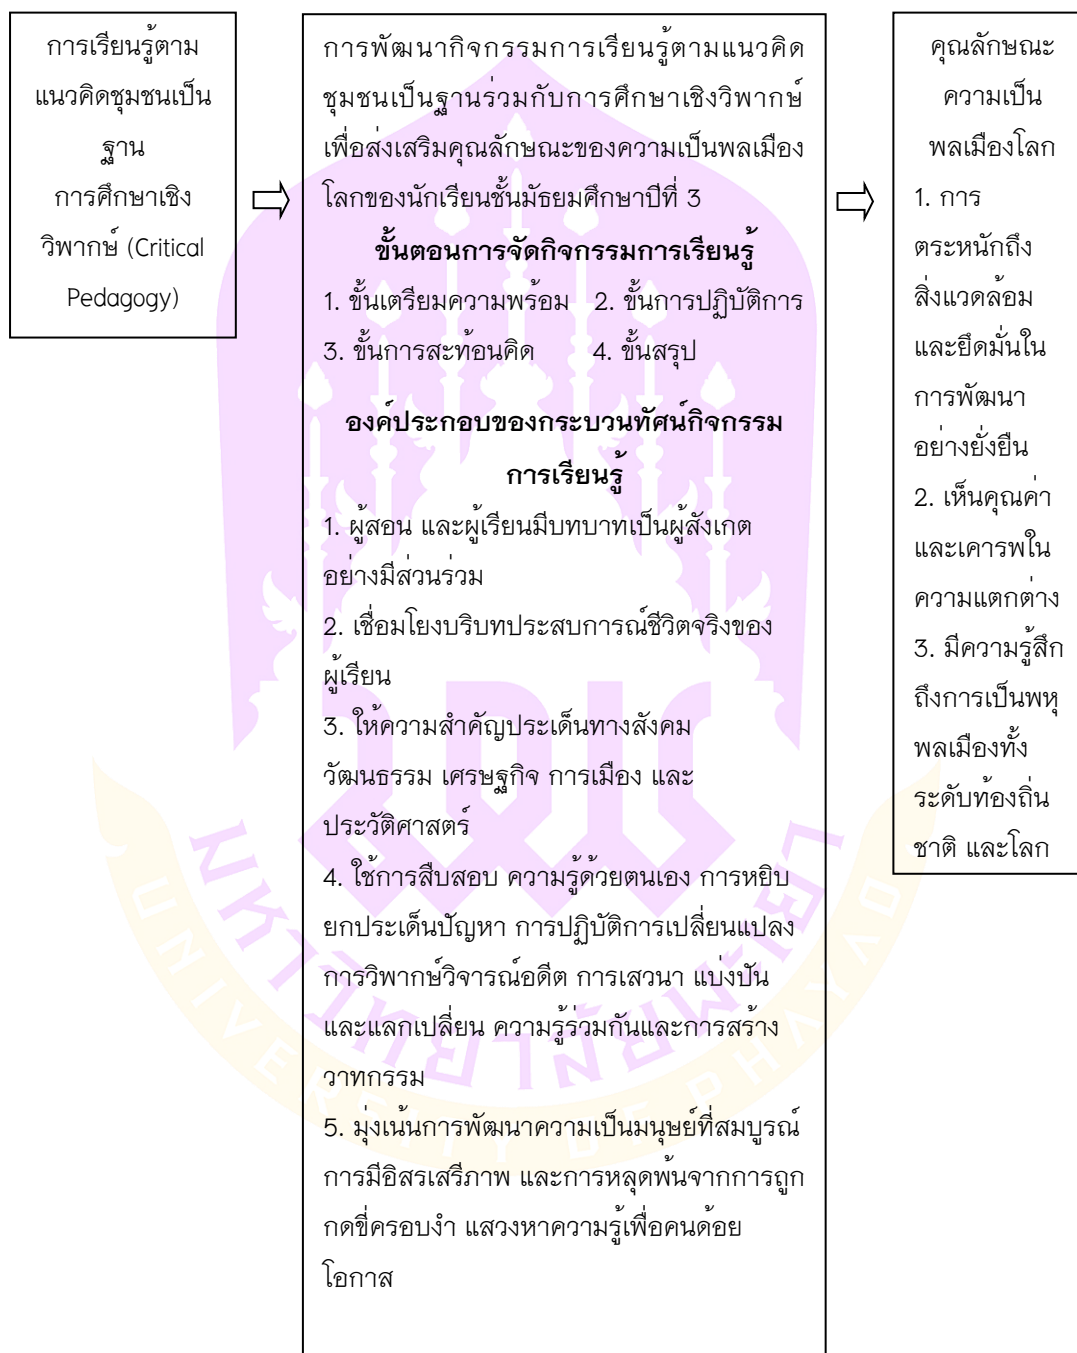 การเรียนรู้ตาม
แนวคิดชุมชนเป็น
ฐาน
การศึกษาเชิง
วิพากษ์ (Critical
Pedagogy)
การพัฒนากิจกรรมการเรียนรู้ตามแนวคิด
ชุมชนเป็นฐานร่วมกับการศึกษาเชิงวิพากษ์
เพื่อส่งเสริมคุณลักษณะของความเป็นพลเมือง
โลกของนักเรียนชั้นมัธยมศึกษาปีที่ 3
ขั้นตอนการจัดกิจกรรมการเรียนรู้
1. ขั้นเตรียมความพร้อม 2. ขั้นการปฏิบัติการ
3. ขั้นการสะท้อนคิด 4. ขั้นสรุป
องค์ประกอบของกระบวนทัศน์กิจกรรม
การเรียนรู้
1. ผู้สอน และผู้เรียนมีบทบาทเป็นผู้สังเกต
อย่างมีส่วนร่วม
2. เชื่อมโยงบริบทประสบการณ์ชีวิตจริงของ
ผู้เรียน
3. ให้ความสำคัญประเด็นทางสังคม
วัฒนธรรม เศรษฐกิจ การเมือง และ
ประวัติศาสตร์
4. ใช้การสืบสอบ ความรู้ด้วยตนเอง การหยิบ
ยกประเด็นปัญหา การปฏิบัติการเปลี่ยนแปลง
การวิพากษ์วิจารณ์อดีต การเสวนา แบ่งปัน
และแลกเปลี่ยน ความรู้ร่วมกันและการสร้าง
วาทกรรม
5. มุ่งเน้นการพัฒนาความเป็นมนุษย์ที่สมบูรณ์
การมีอิสรเสรีภาพ และการหลุดพ้นจากการถูก
กดขี่ครอบงำ แสวงหาความรู้เพื่อคนด้อย
โอกาส
คุณลักษณะ
ความเป็น
พลเมืองโลก
1. การ
ตระหนักถึง
สิ่งแวดล้อม
และยึดมั่นใน
การพัฒนา
อย่างยั่งยืน
2. เห็นคุณค่า
และเคารพใน
ความแตกต่าง
3. มีความรู้สึก
ถึงการเป็นพหุ
พลเมืองทั้ง
ระดับท้องถิ่น
ชาติ และโลก
มหาวิทยาลัยพะเยา
UNIVERSITY OF PHAYAO